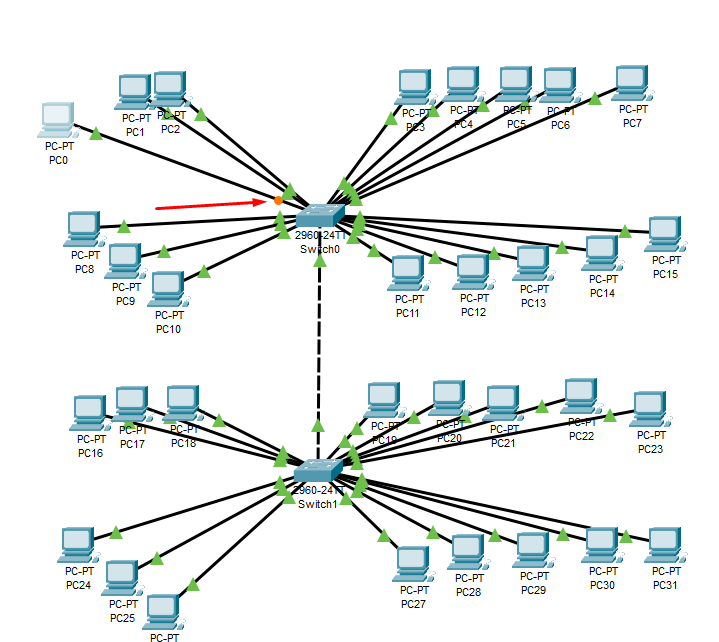 PC-PT
PC0
PC-PT
PC1
PC-PT
PC2
PC-PT
PC3
PC-PT
PC4
PC-PT
PC5
PC-PT
PC6
PC-PT
PC7
2960-24TT
Switch0
PC-PT
PC8
PC-PT
PC9
PC-PT
PC10
PC-PT
PC11
PC-PT
PC12
PC-PT
PC13
PC-PT
PC14
PC-PT
PC15
PC-PT
PC16
PC-PT
PC17
PC-PT
PC18
PC-PT
PC19
PC-PT
PC20
PC-PT
PC21
PC-PT
PC22
PC-PT
PC23
2960-24TT
Switch1
PC-PT
PC24
PC-PT
PC25
PC-PT
PC-PT
PC27
PC-PT
PC28
PC-PT
PC29
PC-PT
PC30
PC-PT
PC31